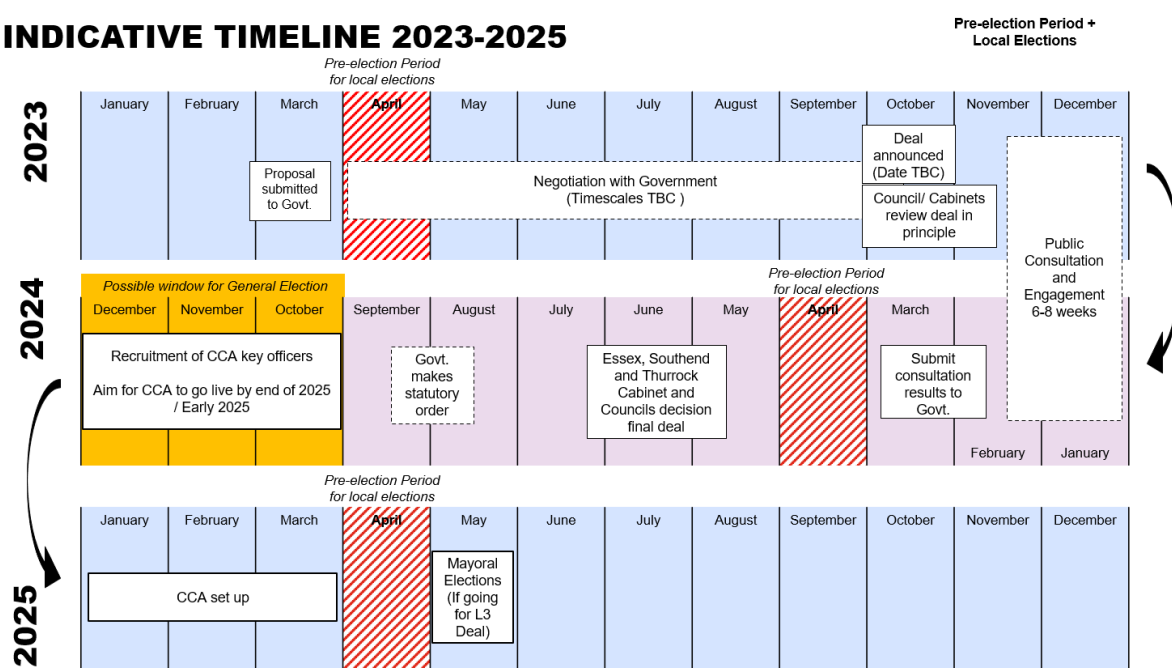 INDICATIVE TIMELINE 2023-2025
Pre-election Period +
Local Elections
Pre-election Period
for local elections
2023
January
February
March
April
May
June
July
August
September
October
November
December
Proposal
submitted
to Govt.
Negotiation with Government
(Timescales TBC )
Deal
announced
(Date TBC)
Council/ Cabinets
review deal in
principle
Public
Consultation
and
Engagement
6-8 weeks
2024
Possible window for General Election
Pre-election Period
for local elections
December
November
October
September
August
July
June
May
April
March
February
January
Recruitment of CCA key officers
Aim for CCA to go live by end of 2025
/ Early 2025
Govt.
makes
statutory
order
Essex, Southend
and Thurrock
Cabinet and
Councils decision
final deal
Submit
consultation
results to
Govt.
2025
Pre-election Period
for local elections
January
February
March
April
May
June
July
August
September
October
November
December
CCA set up
Mayoral
Elections
(If going
for L3
Deal)